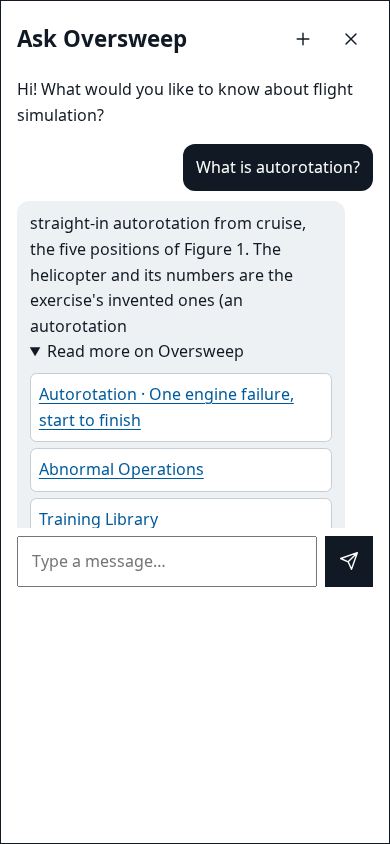 Ask Oversweep
Hi! What would you like to know about flight
simulation?
What is autorotation?
straight-in autorotation from cruise,
the five positions of Figure 1. The
helicopter and its numbers are the
exercise's invented ones (an
autorotation
▼ Read more on Oversweep
Autorotation · One engine failure,
start to finish
Abnormal Operations
Training Library
Type a message...